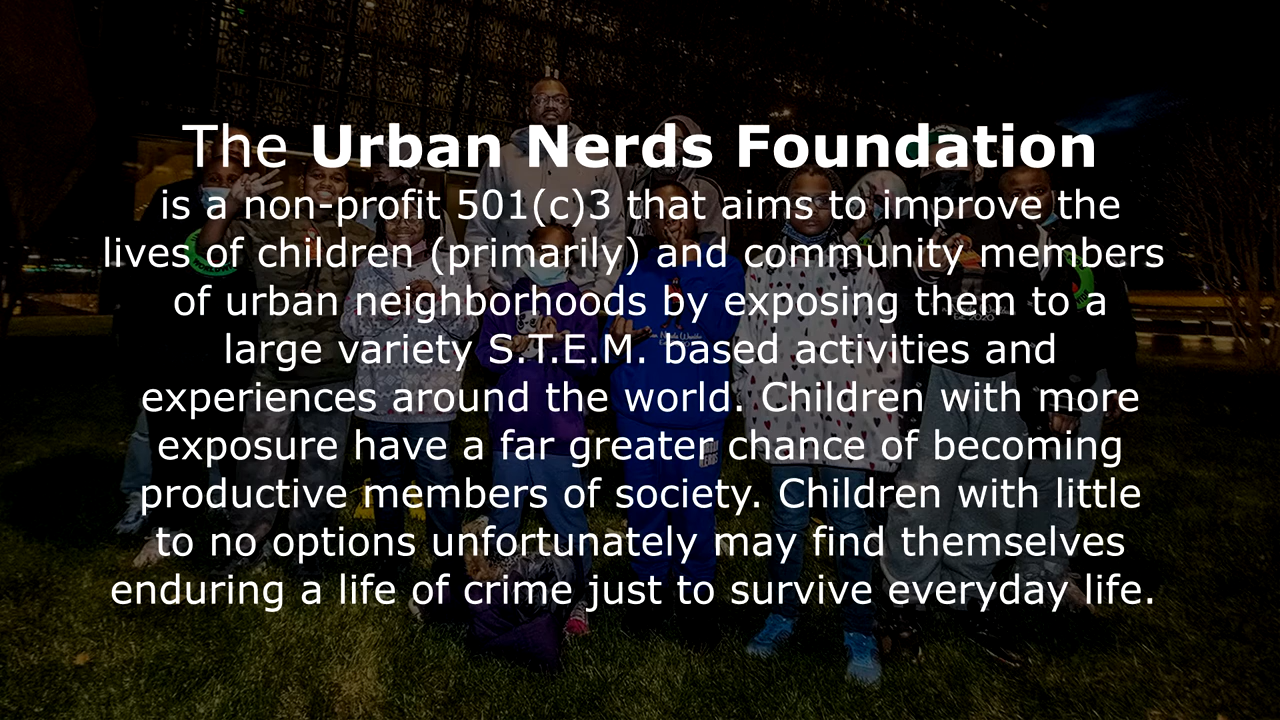 The Urban Nerds Foundation
is a non-profit 501(c)3 that aims to improve the
lives of children (primarily) and community members
of urban neighborhoods by exposing them to a
large variety S.T.E.M. based activities and
experiences around the world. Children with more
exposure have a far greater chance of becoming
productive members of society. Children with little
to no options unfortunately may find themselves
enduring a life of crime just to survive everyday life.